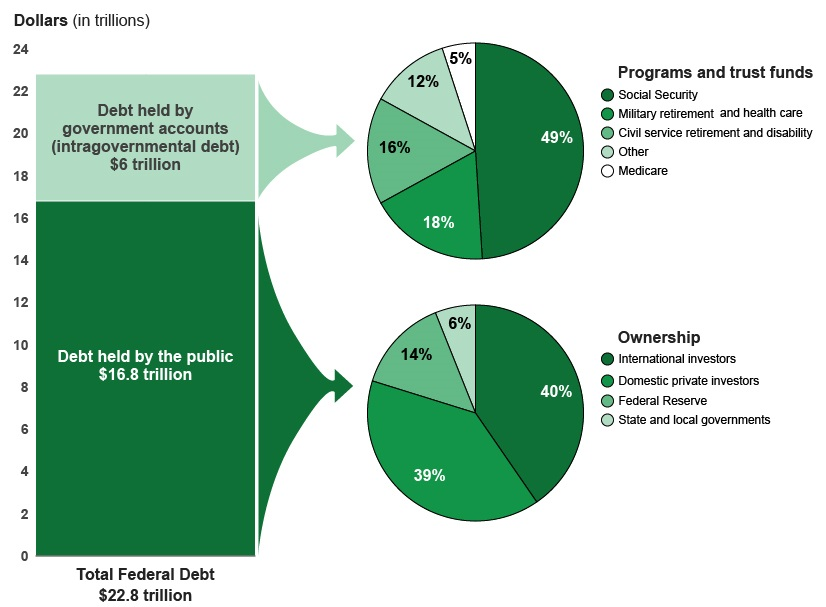 Dollars (in trillions)
24
22
20
18
16
14
12
10
8
6
4
2
0
Debt held by
government accounts
(intragovernmental debt)
$6 trillion
Debt held by the public
$16.8 trillion
Total Federal Debt
$22.8 trillion
5%
12%
16%
49%
18%
Programs and trust funds
Social Security
Military retirement and health care
Civil service retirement and disability
Other
Medicare
6%
14%
40%
39%
Ownership
International investors
Domestic private investors
Federal Reserve
State and local governments